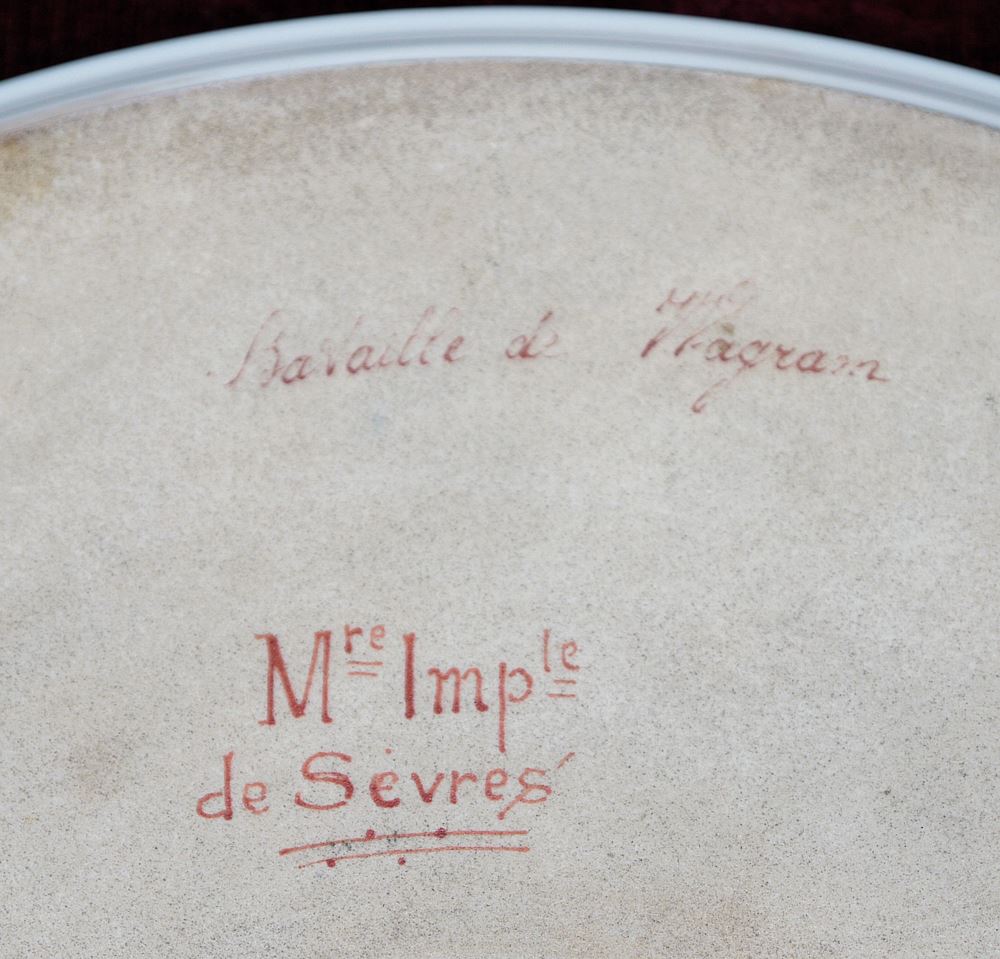 Bataille de Wagram
Mre Imple
de Sèvres